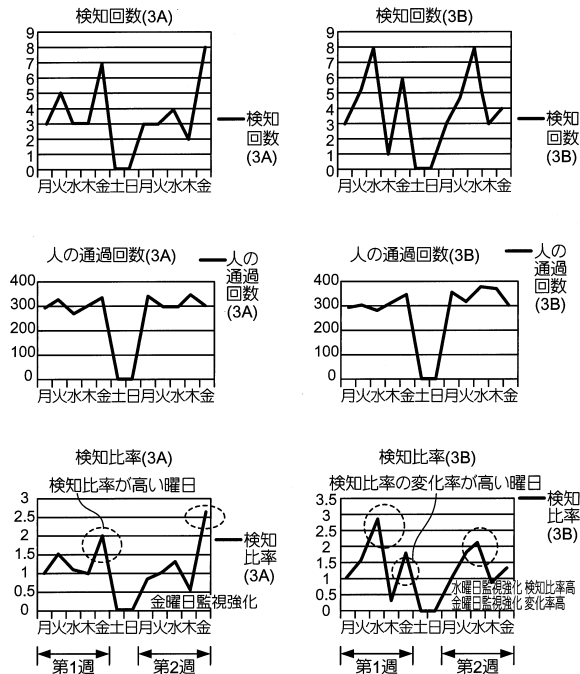 検知回数(3A)
9
8
7
6
5
4
3
2
1
0
月火水木金土日月火水木金
検知
回数
(3A)
検知回数(3B)
9
8
7
6
5
4
3
2
1
0
月火水木金土日月火水木金
検知
回数
(3B)
人の通過回数(3A)
400
300
200
100
0
月火水木金土日月火水木金
人の
通過
回数
(3A)
人の通過回数(3B)
400
300
200
100
0
月火水木金土日月火水木金
人の
通過
回数
(3B)
検知比率(3A)
検知比率が高い曜日
3
2.5
2
1.5
1
0.5
0
金曜日監視強化
月火水木金土日月火水木金
検知
比率
(3A)
第1週
第2週
検知比率(3B)
検知比率の変化率が高い曜日
3.5
3
2.5
2
1.5
1
0.5
0
水曜日監視強化 検知比率高
金曜日監視強化 変化率高
月火水木金土日月火水木金
検知
比率
(3B)
第1週
第2週